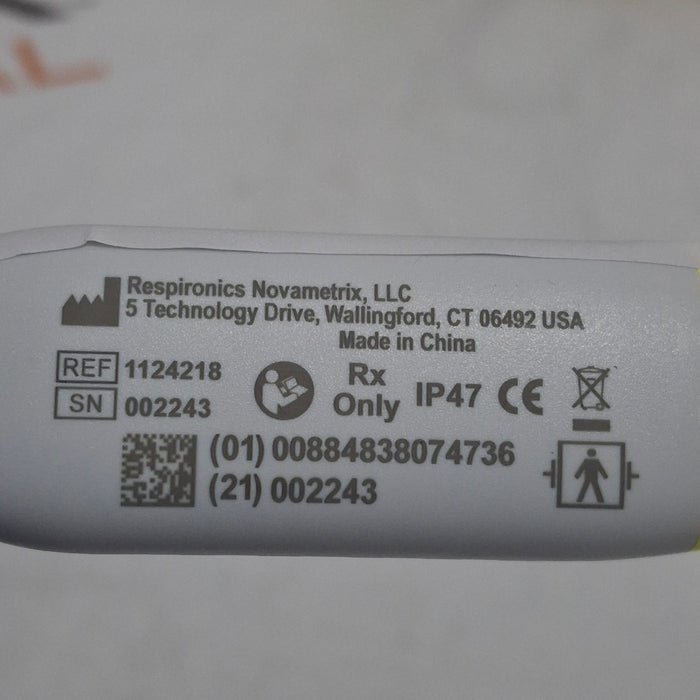 AL
Respironics Novametrix, LLC
5 Technology Drive, Wallingford, CT 06492 USA
Made in China
REF 1124218
SN 002243
Rx Only
IP47 CE
(01) 00884838074736
(21) 002243